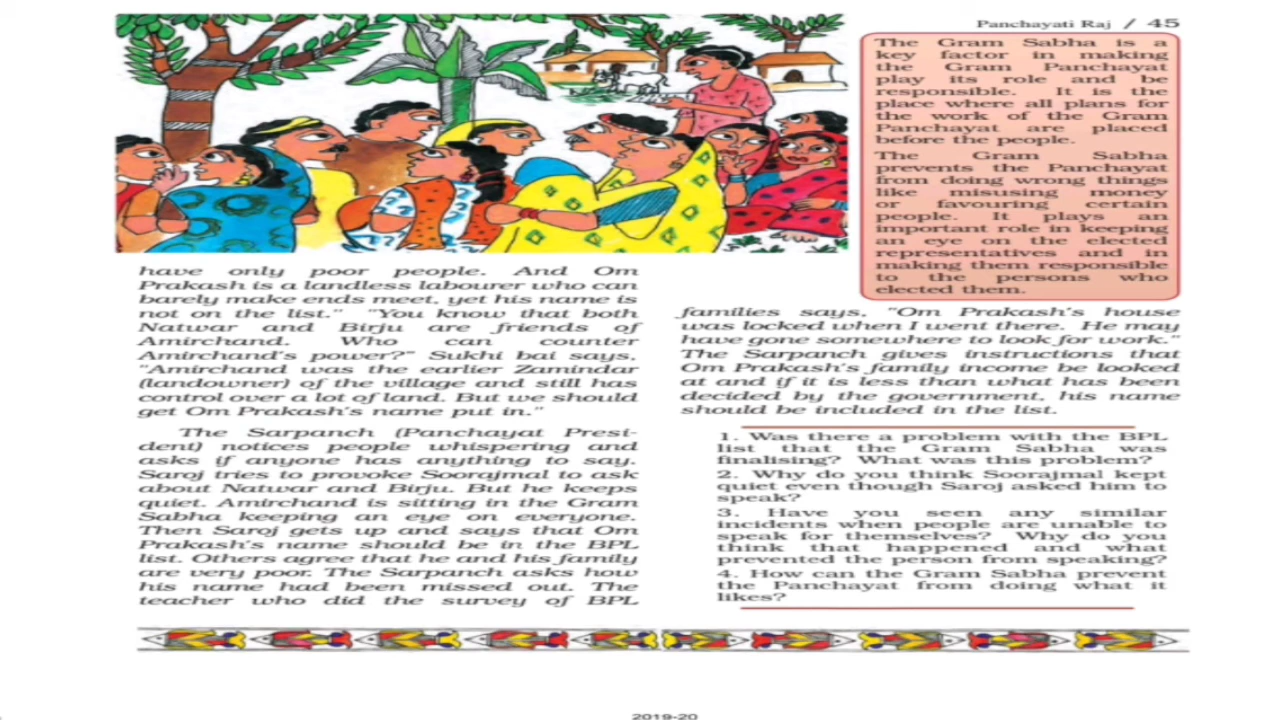 Panchayati Raj / 45
The Gram Sabha is a
key factor in making
the Gram Panchayat
play its role and be
responsible. It is the
place where all plans for
the work of the Gram
Panchayat are placed
before the people.
The Gram Sabha
prevents the Panchayat
from doing wrong things
like misusing money
or favouring certain
people. It plays an
important role in keeping
an eye on the elected
representatives and in
making them responsible
to the persons who
elected them.
have only poor people. And Om
Prakash is a landless labourer who can
barely make ends meet, yet his name is
not on the list." "You know that both
Natwar and Birju are friends of
Amirchand. Who can counter
Amirchand's power?" Sukhi bai says,
"Amirchand was the earlier Zamindar
(landowner) of the village and still has
control over a lot of land. But we should
get Om Prakash's name put in."
The Sarpanch (Panchayat Presi-
dent) notices people whispering and
asks if anyone has anything to say.
Saroj tries to provoke Soorajmal to ask
about Natwar and Birju. But he keeps
quiet. Amirchand is sitting in the Gram
Sabha keeping an eye on everyone.
Then Saroj gets up and says that Om
Prakash's name should be in the BPL
list. Others agree that he and his family
are very poor. The Sarpanch asks how
his name had been missed out. The
teacher who did the survey of BPL
families says, "Om Prakash's house
was locked when I went there. He may
have gone somewhere to look for work."
The Sarpanch gives instructions that
Om Prakash's family income be looked
at and if it is less than what has been
decided by the government, his name
should be included in the list.
1. Was there a problem with the BPL
list that the Gram Sabha was
finalising? What was this problem?
2. Why do you think Soorajmal kept
quiet even though Saroj asked him to
speak?
3. Have you seen any similar
incidents when people are unable to
speak for themselves? Why do you
think that happened and what
prevented the person from speaking?
4. How can the Gram Sabha prevent
the Panchayat from doing what it
likes?
2019-20